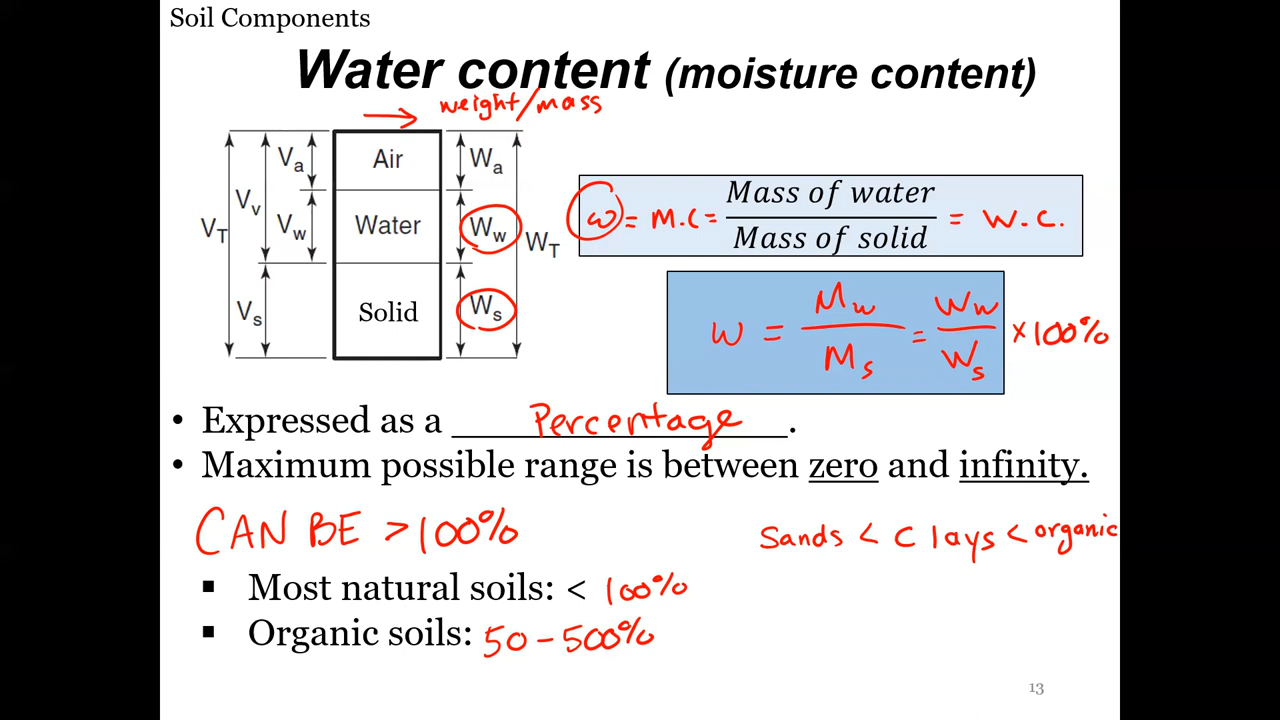 Soil Components
Water content (moisture content)
weight/mass
Air
Water
Solid
Va
Vv
Vw
VT
Vs
Wa
Ww
WT
Ws
ω = M.C = Mass of water / Mass of solid = W.C.
W = Mw / Ms = Ww / Ws × 100%
• Expressed as a Percentage.
• Maximum possible range is between zero and infinity.
CAN BE > 100%
Sands < Clays < organic
▪ Most natural soils: < 100%
▪ Organic soils: 50 - 500%
13